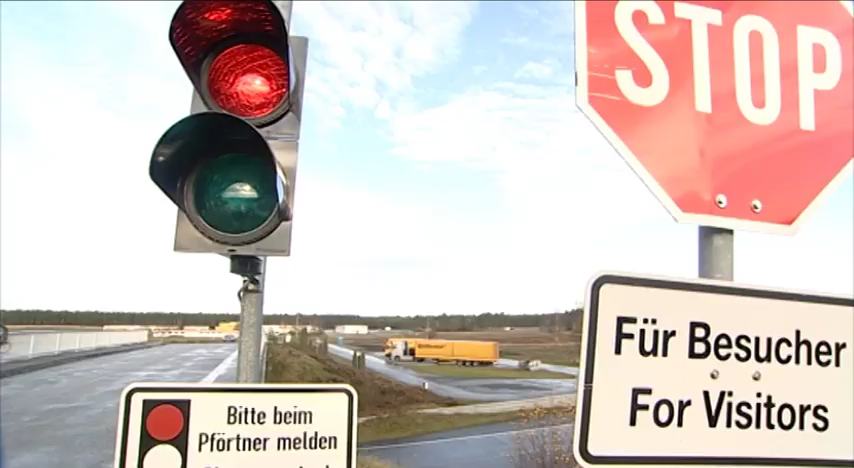 STOP
Für Besucher
For Visitors
Bitte beim
Pförtner melden